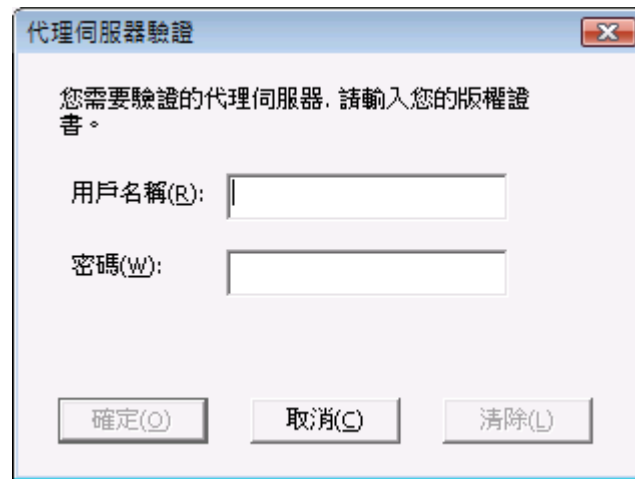 代理伺服器驗證
您需要驗證的代理伺服器. 請輸入您的版權證
書。
用戶名稱(R):
密碼(W):
確定(O) 取消(C) 清除(L)